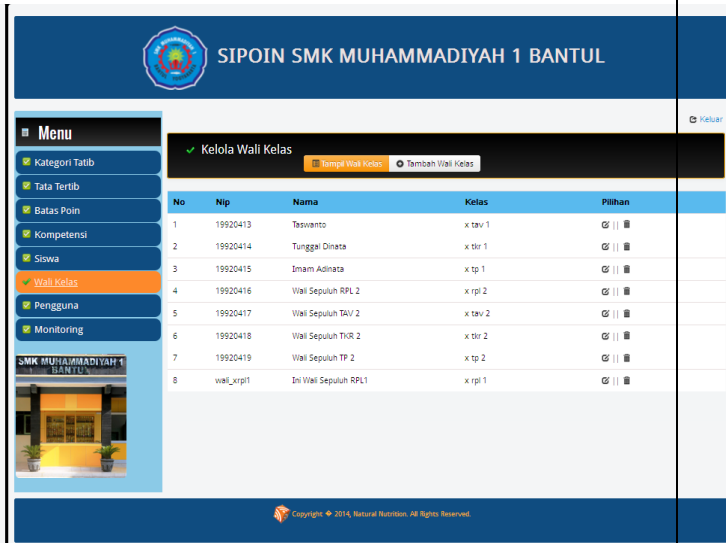 SIPOIN SMK MUHAMMADIYAH 1 BANTUL
Keluar
Menu
Kategori Tatib
Tata Tertib
Batas Poin
Kompetensi
Siswa
Wali Kelas
Pengguna
Monitoring
SMK MUHAMMADIYAH 1
BANTUL
Kelola Wali Kelas
Tampil Wali Kelas Tambah Wali Kelas
No Nip Nama Kelas Pilihan
1 19920413 Taswanto x tav 1 ||
2 19920414 Tunggal Dinata x tkr 1 ||
3 19920415 Imam Adinata x tp 1 ||
4 19920416 Wali Sepuluh RPL 2 x rpl 2 ||
5 19920417 Wali Sepuluh TAV 2 x tav 2 ||
6 19920418 Wali Sepuluh TKR 2 x tkr 2 ||
7 19920419 Wali Sepuluh TP 2 x tp 2 ||
8 wali_xrpl1 Ini Wali Sepuluh RPL1 x rpl 1 ||
Copyright � 2014, Natural Nutrition. All Rights Reserved.